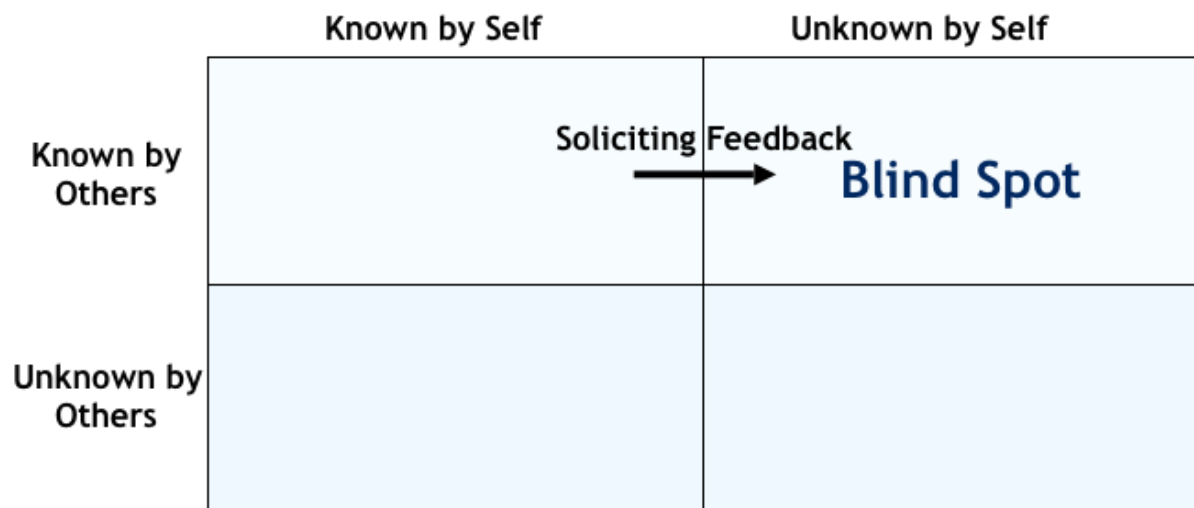 Known by Self
Unknown by Self
Known by
Others
Soliciting Feedback
Blind Spot
Unknown by
Others